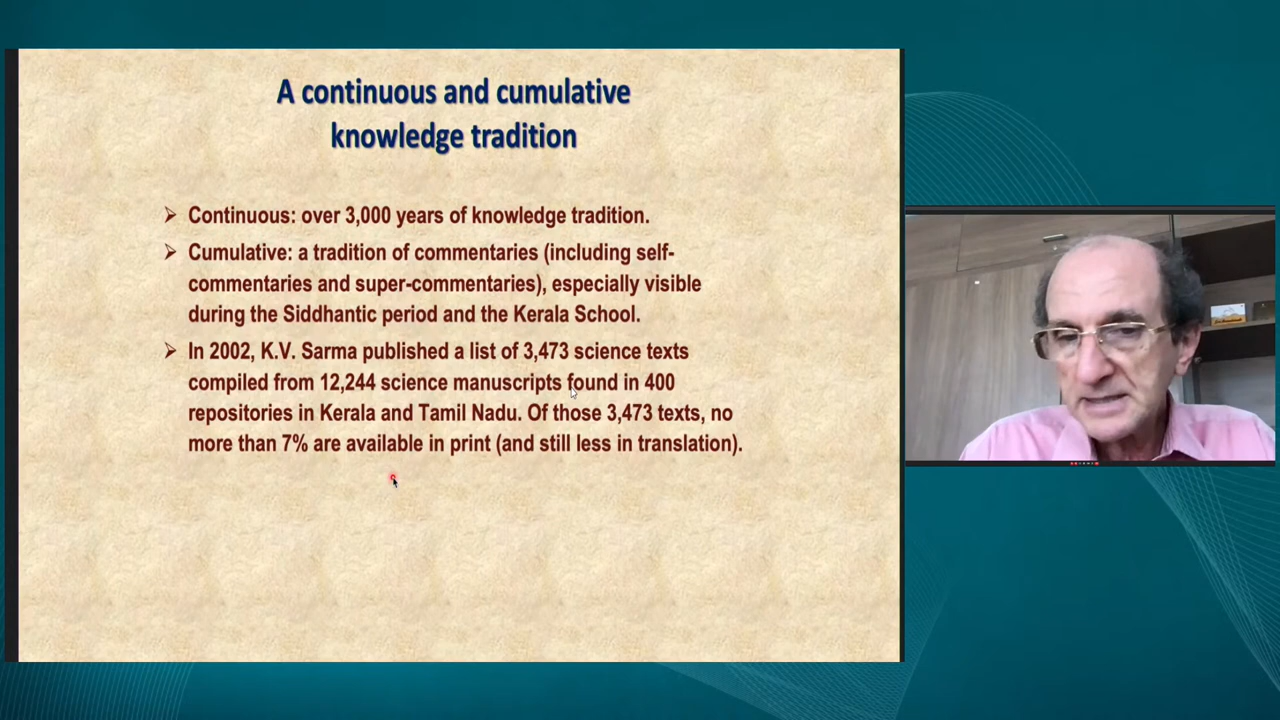 A continuous and cumulative
knowledge tradition
➢ Continuous: over 3,000 years of knowledge tradition.
➢ Cumulative: a tradition of commentaries (including self-
commentaries and super-commentaries), especially visible
during the Siddhantic period and the Kerala School.
➢ In 2002, K.V. Sarma published a list of 3,473 science texts
compiled from 12,244 science manuscripts found in 400
repositories in Kerala and Tamil Nadu. Of those 3,473 texts, no
more than 7% are available in print (and still less in translation).